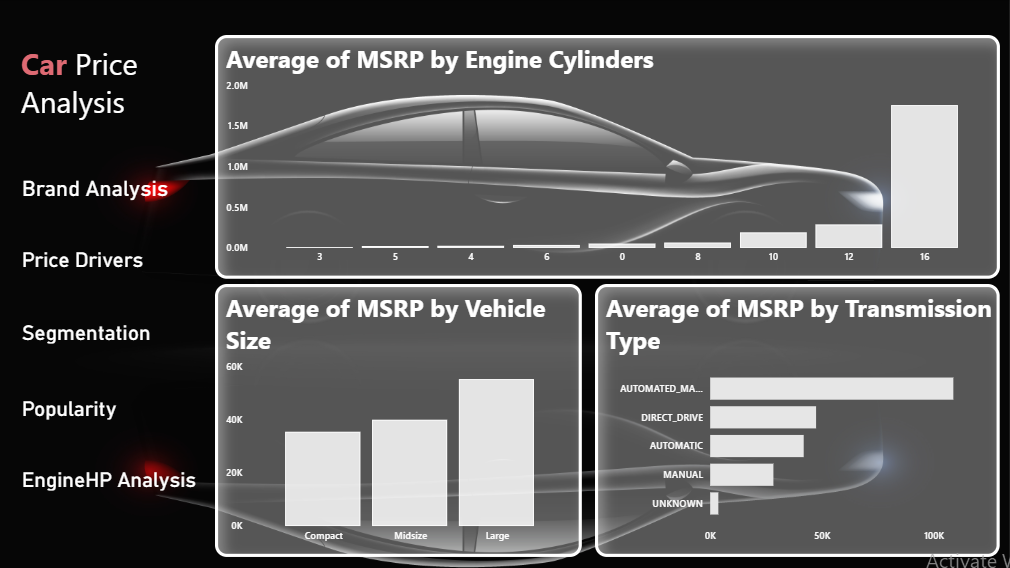 Car Price
Analysis
Brand Analysis
Price Drivers
Segmentation
Popularity
EngineHP Analysis
Average of MSRP by Engine Cylinders
2.0M
1.5M
1.0M
0.5M
0.0M
3 5 4 6 0 8 10 12 16
Average of MSRP by Vehicle
Size
60K
40K
20K
0K
Compact Midsize Large
Average of MSRP by Transmission
Type
AUTOMATED_MA...
DIRECT_DRIVE
AUTOMATIC
MANUAL
UNKNOWN
0K 50K 100K
Activate